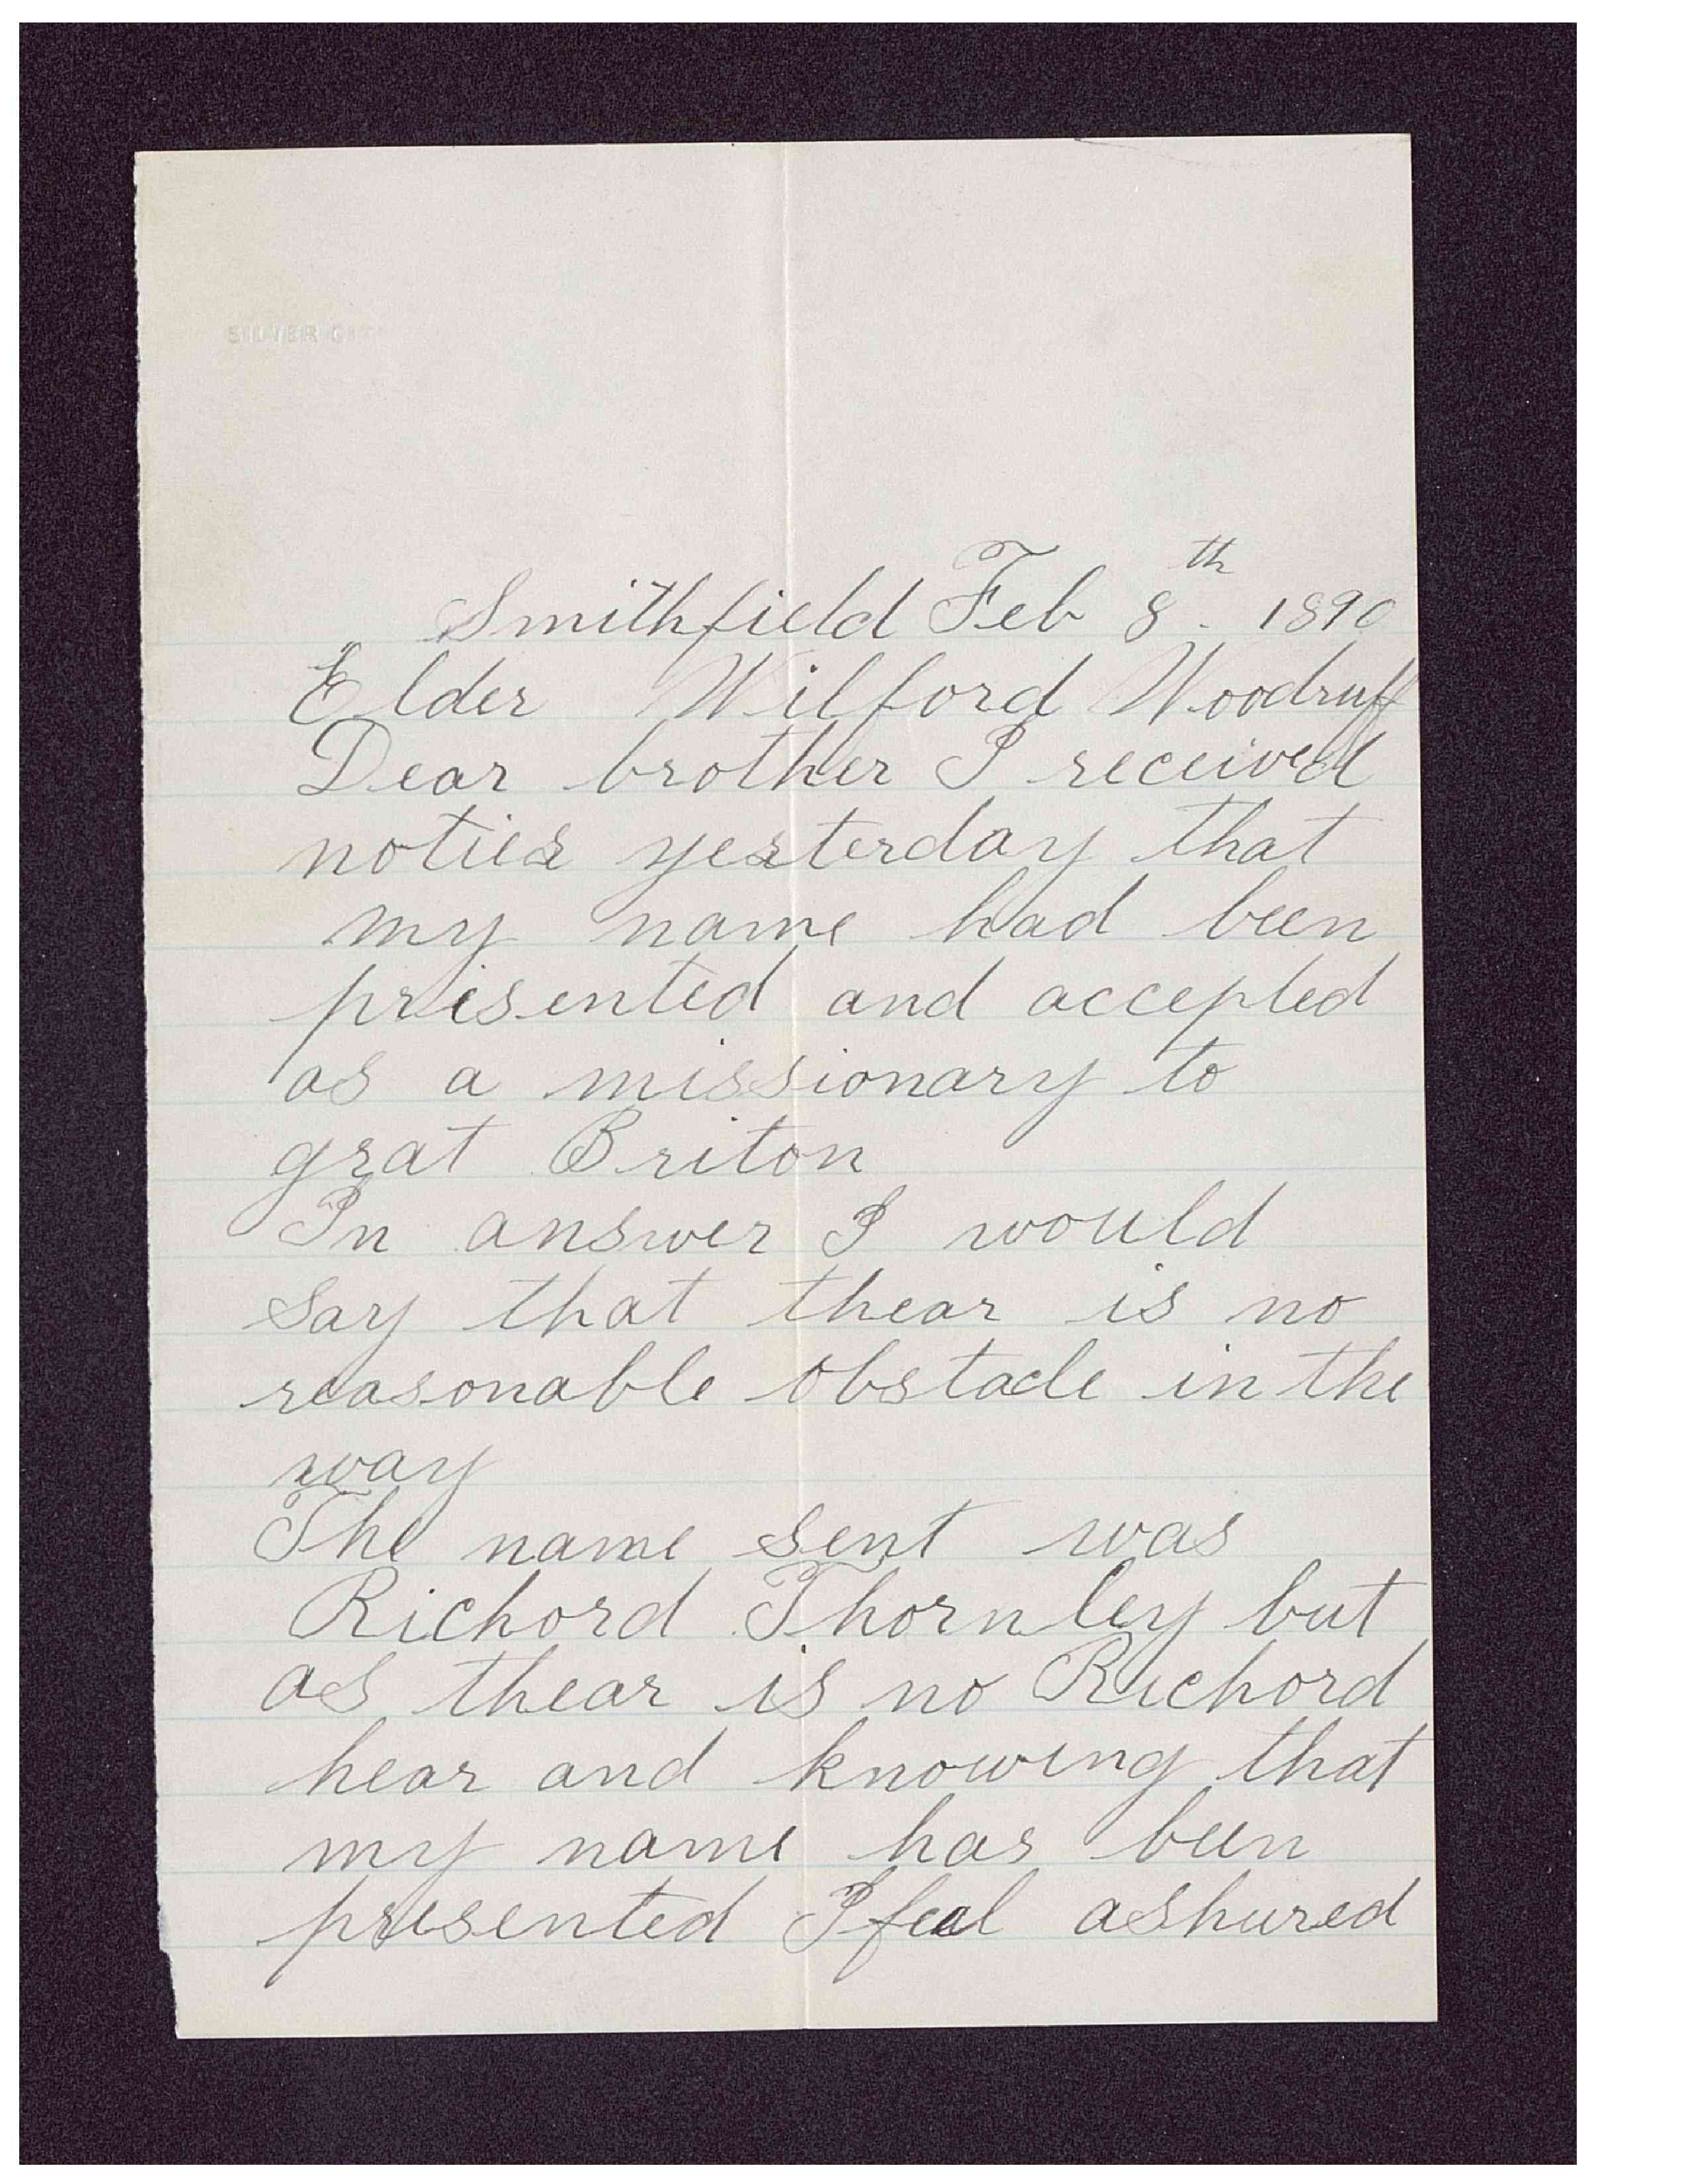 SILVER CITY
Smithfield Feb 8th. 1890
Elder Wilford Woodruff
Dear brother I received
noties yesterday that
my name had been
presented and accepted
as a missionary to
grat Briton
In answer I would
say that thear is no
reasonable obstacle in the
way
The name sent was
Richord Thornley but
as thear is no Richord
hear and knowing that
my name has been
presented I feal ashured